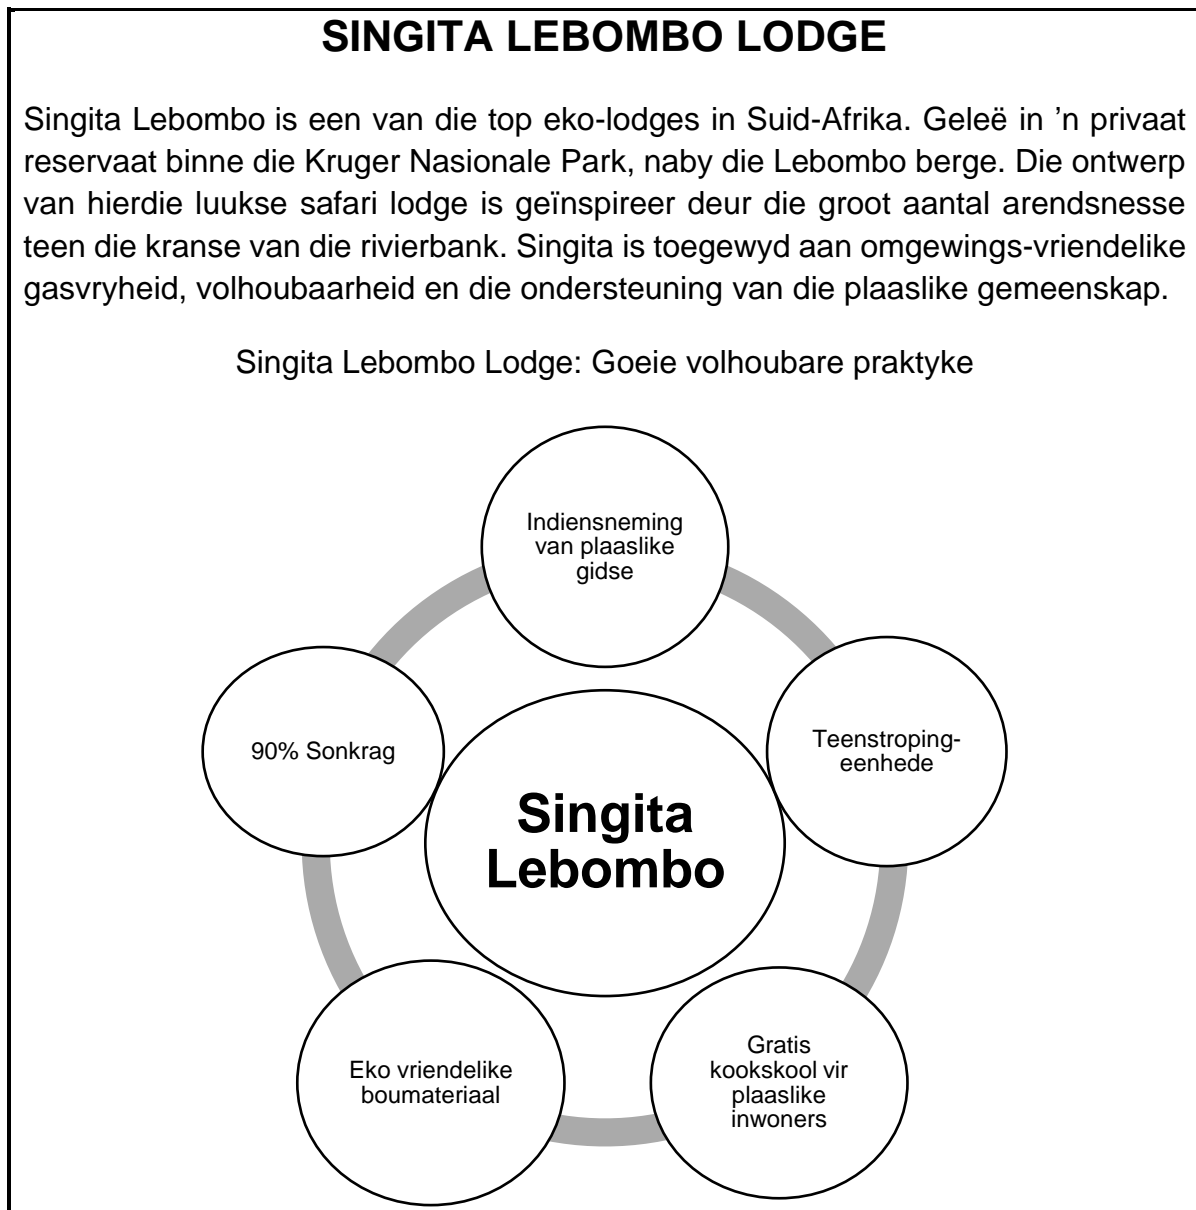 SINGITA LEBOMBO LODGE
Singita Lebombo is een van die top eko-lodges in Suid-Afrika. Geleë in ’n privaat
reservaat binne die Kruger Nasionale Park, naby die Lebombo berge. Die ontwerp
van hierdie luukse safari lodge is geïnspireer deur die groot aantal arendsnesse
teen die kranse van die rivierbank. Singita is toegewyd aan omgewings-vriendelike
gasvryheid, volhoubaarheid en die ondersteuning van die plaaslike gemeenskap.
Singita Lebombo Lodge: Goeie volhoubare praktyke
Indiensneming
van plaaslike
gidse
90% Sonkrag
Teenstroping-
eenhede
Singita
Lebombo
Eko vriendelike
boumateriaal
Gratis
kookskool vir
plaaslike
inwoners